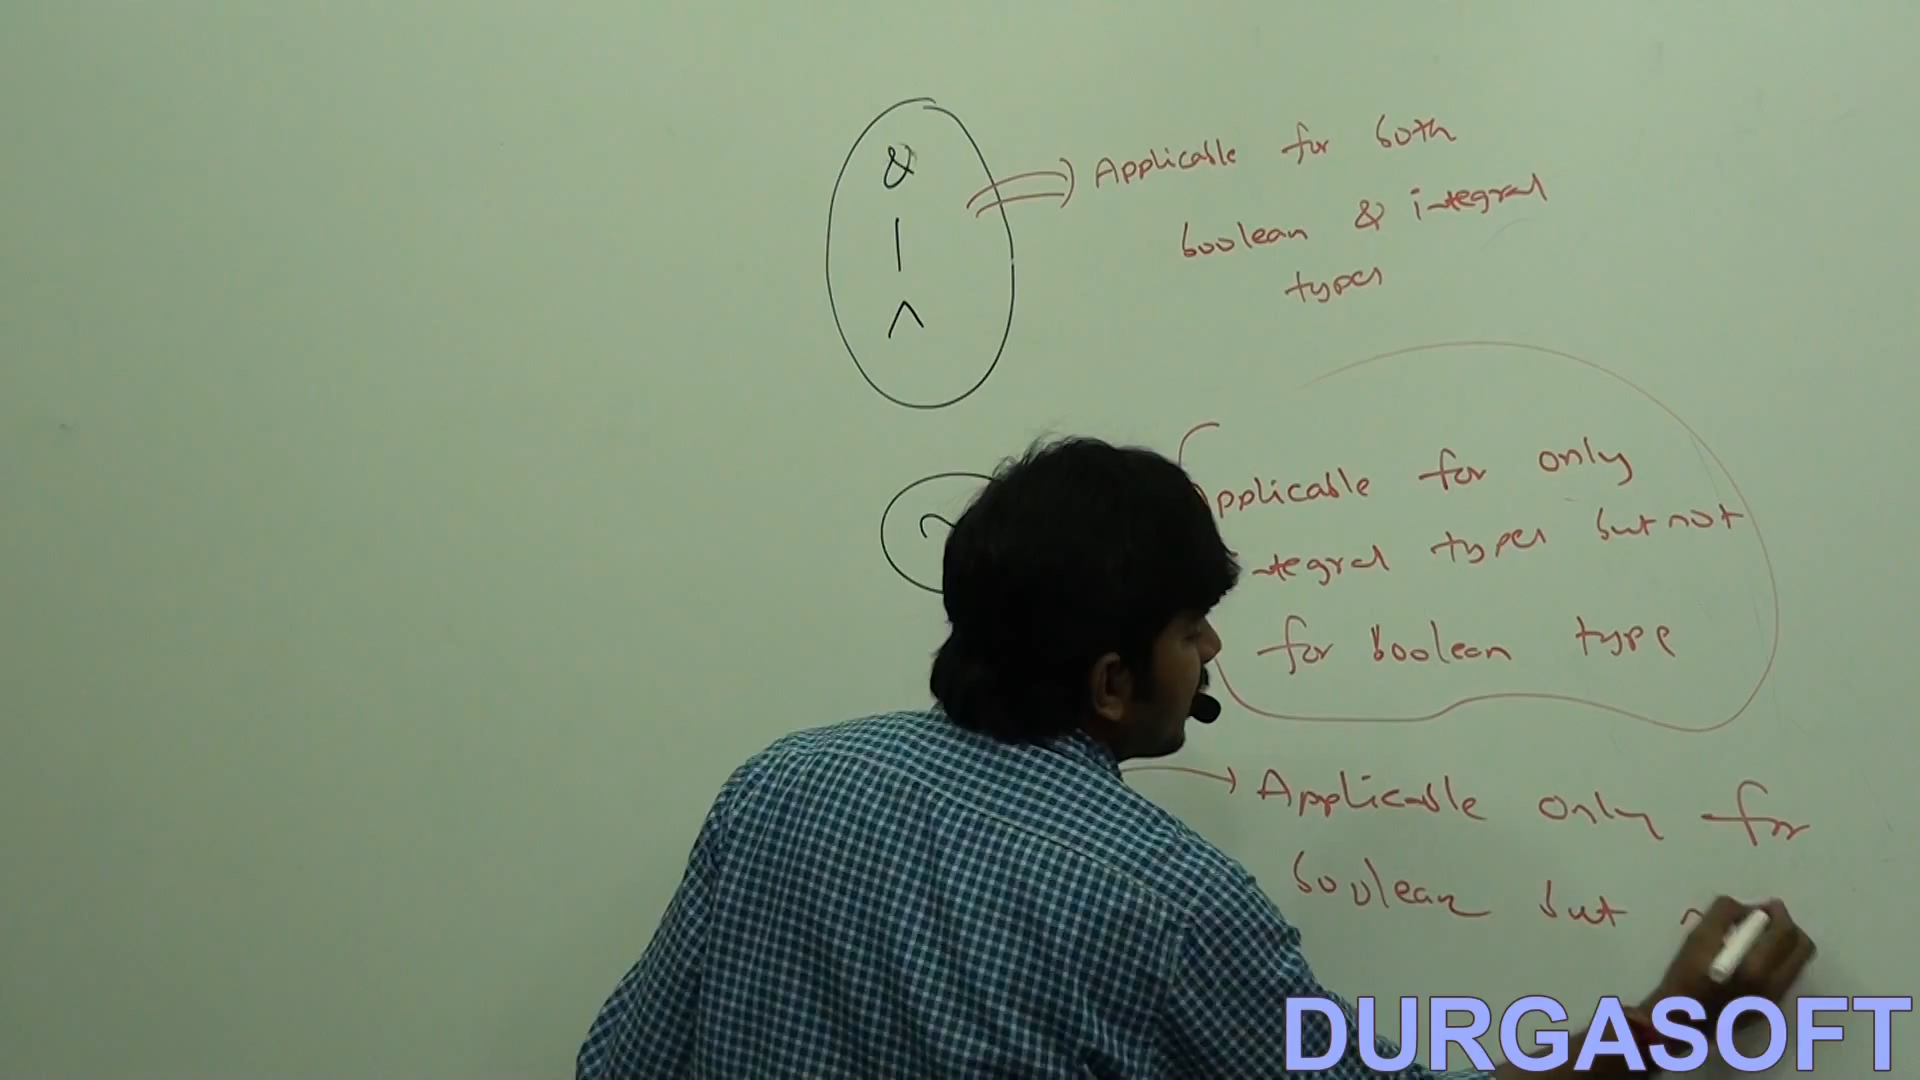 &
|
^
Applicable for both
boolean & integral
types
~
pplicable for only
ntegral types but not
for boolean type
Applicable only for
boolean but
DURGASOFT